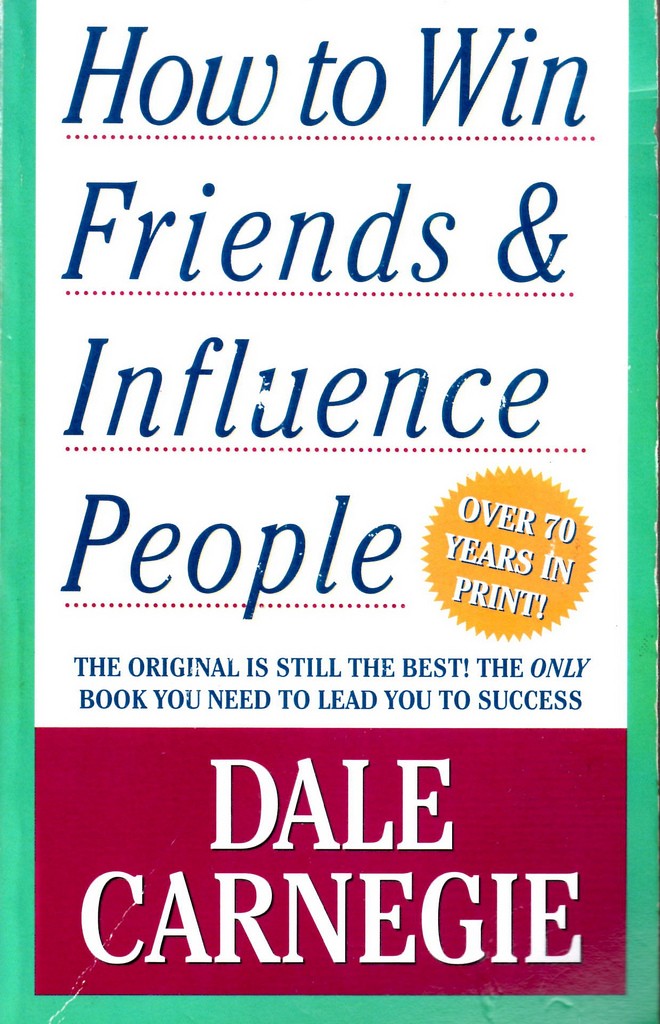 How to Win
Friends &
Influence
People
OVER 70
YEARS IN
PRINT!
THE ORIGINAL IS STILL THE BEST! THE ONLY
BOOK YOU NEED TO LEAD YOU TO SUCCESS
DALE
CARNEGIE